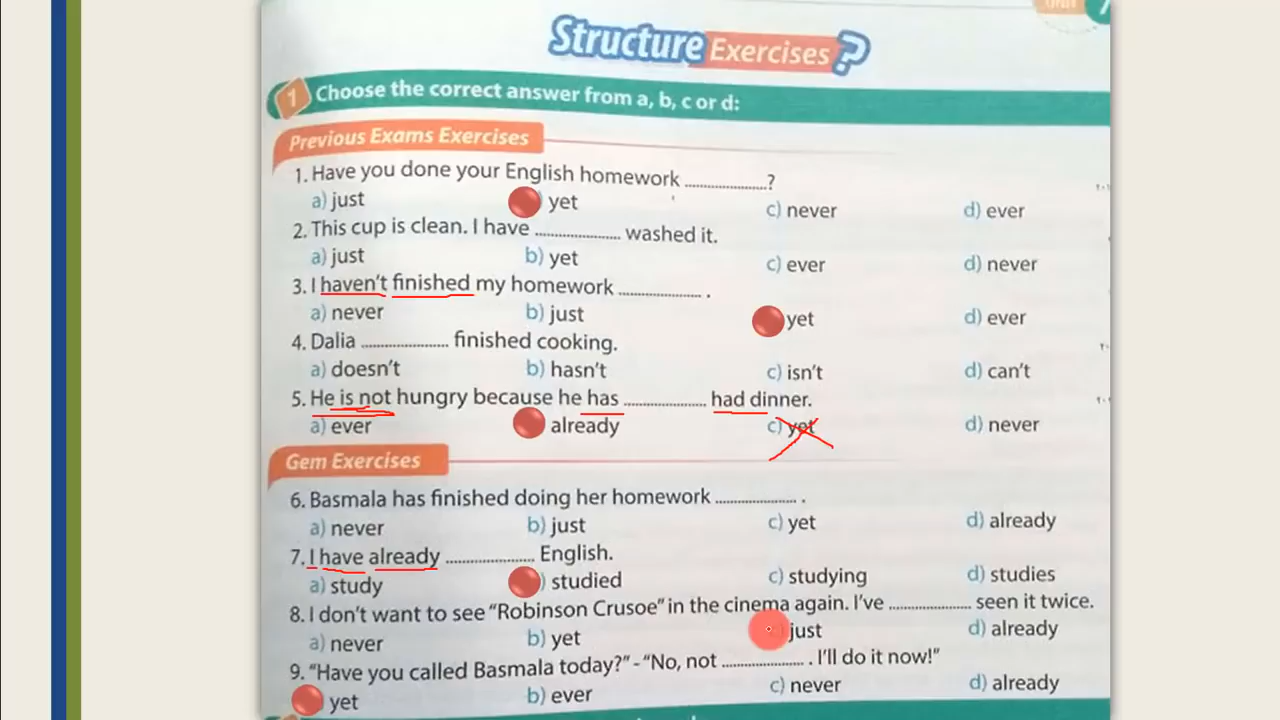 Structure Exercises?
1 Choose the correct answer from a, b, c or d:
Previous Exams Exercises
1. Have you done your English homework ....................?
a) just ) yet c) never d) ever
2. This cup is clean. I have .................... washed it.
a) just b) yet c) ever d) never
3. I haven't finished my homework .................... .
a) never b) just yet d) ever
4. Dalia .................... finished cooking.
a) doesn't b) hasn't c) isn't d) can't
5. He is not hungry because he has .................... had dinner.
a) ever already c) yet d) never
Gem Exercises
6. Basmala has finished doing her homework .................... .
a) never b) just c) yet d) already
7. I have already .................... English.
a) study ) studied c) studying d) studies
8. I don't want to see "Robinson Crusoe" in the cinema again. I've .................... seen it twice.
a) never b) yet just d) already
9. "Have you called Basmala today?" - "No, not .................... . I'll do it now!"
yet b) ever c) never d) already